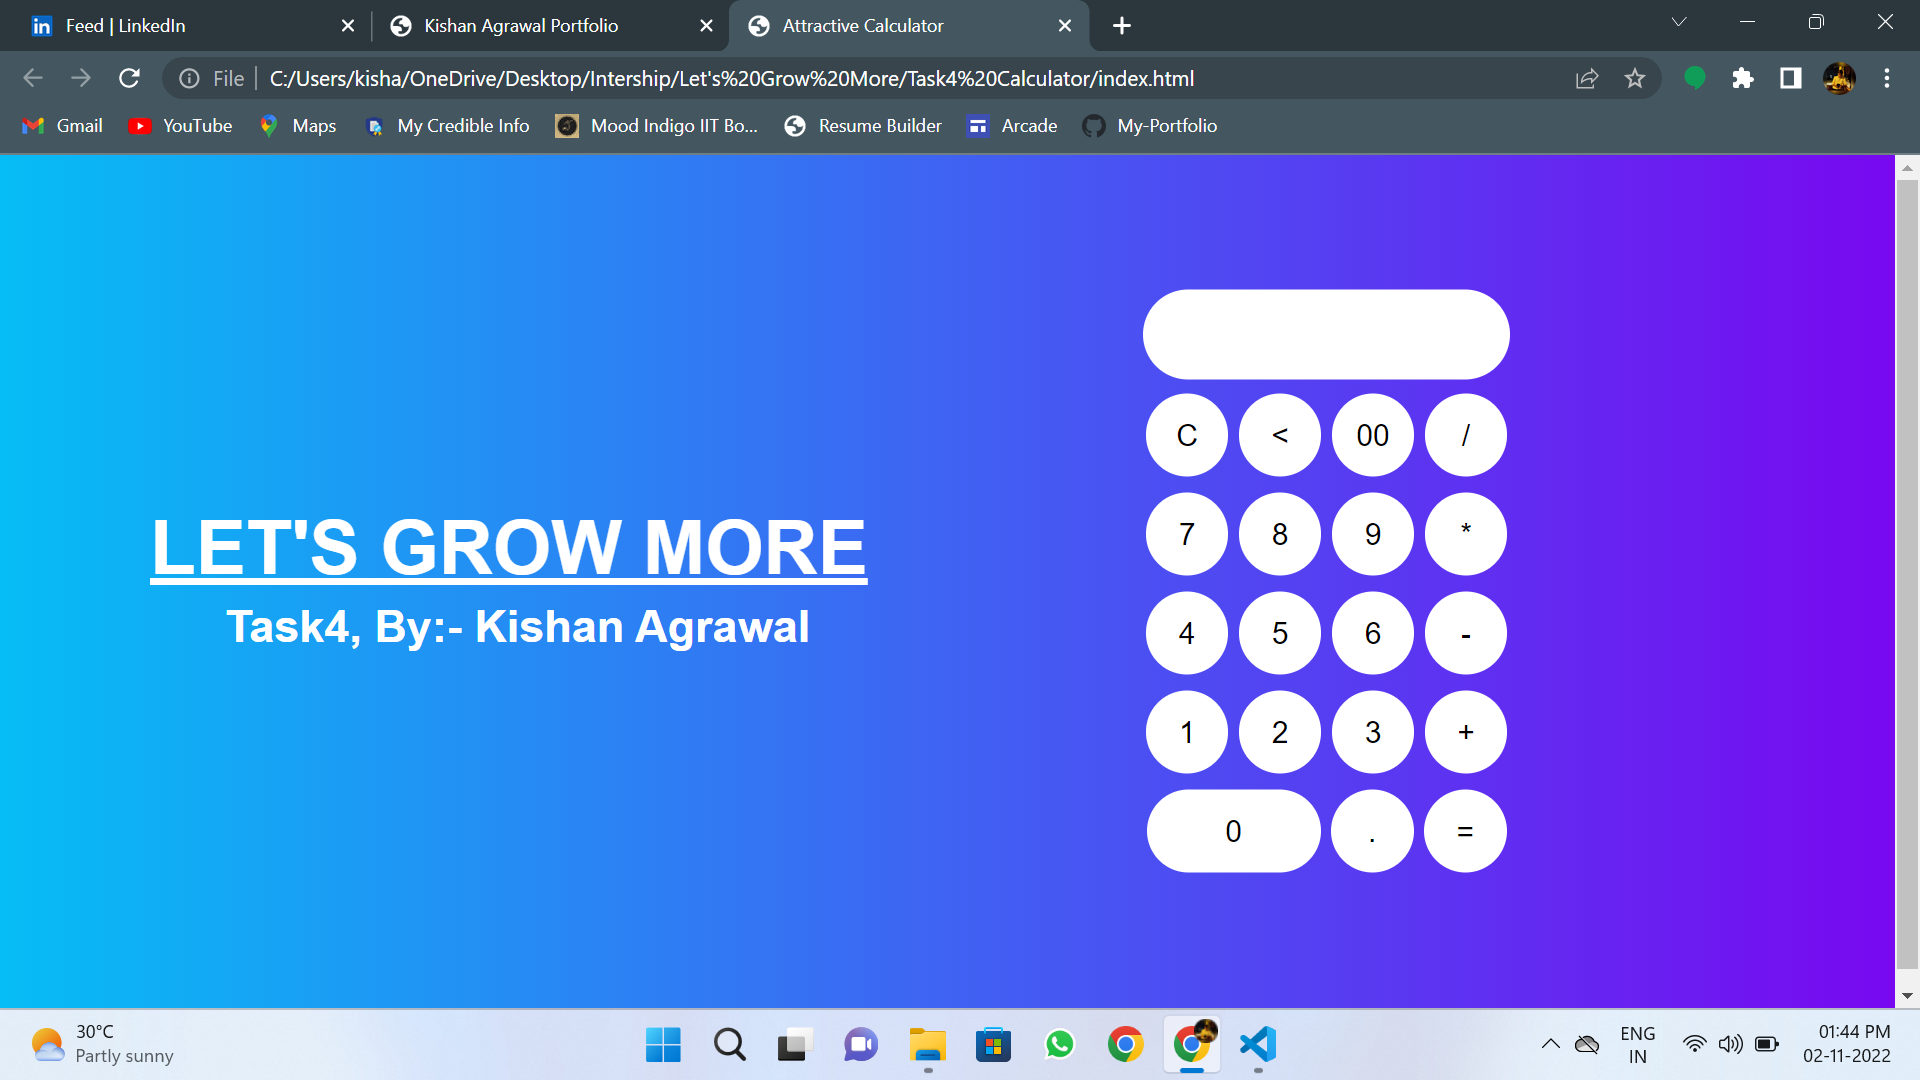 Feed | LinkedIn
Kishan Agrawal Portfolio
Attractive Calculator
File
C:/Users/kisha/OneDrive/Desktop/Intership/Let's%20Grow%20More/Task4%20Calculator/index.html
Gmail
YouTube
Maps
My Credible Info
Mood Indigo IIT Bo...
Resume Builder
Arcade
My-Portfolio
C < 00 /
7 8 9 *
LET'S GROW MORE
Task4, By:- Kishan Agrawal
4 5 6 -
1 2 3 +
0 . =
30°C
Partly sunny
ENG
IN
01:44 PM
02-11-2022